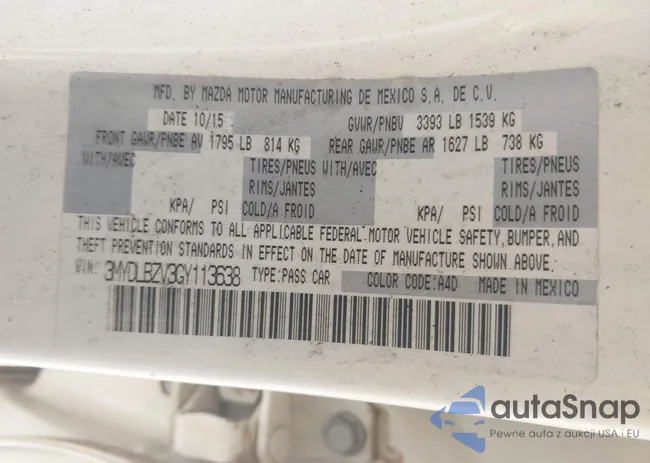 MFD. BY MAZDA MOTOR MANUFACTURING DE MEXICO S.A. DE C.V.
DATE 10/15 GVWR/PNBV 3393 LB 1539 KG
FRONT GAWR/PNBE AV 1795 LB 814 KG REAR GAWR/PNBE AR 1627 LB 738 KG
WITH/AVEC TIRES/PNEUS WITH/AVEC TIRES/PNEUS
RIMS/JANTES RIMS/JANTES
KPA/ PSI COLD/A FROID KPA/ PSI COLD/A FROID
THIS VEHICLE CONFORMS TO ALL APPLICABLE FEDERAL MOTOR VEHICLE SAFETY, BUMPER, AND
THEFT PREVENTION STANDARDS IN EFFECT ON THE DATE OF MANUFACTURE SHOWN ABOVE.
VIN: 3MYDLBZV3GY113638 TYPE: PASS CAR COLOR CODE: A4D MADE IN MEXICO
autaSnap
Pewne auta z aukcji USA i EU